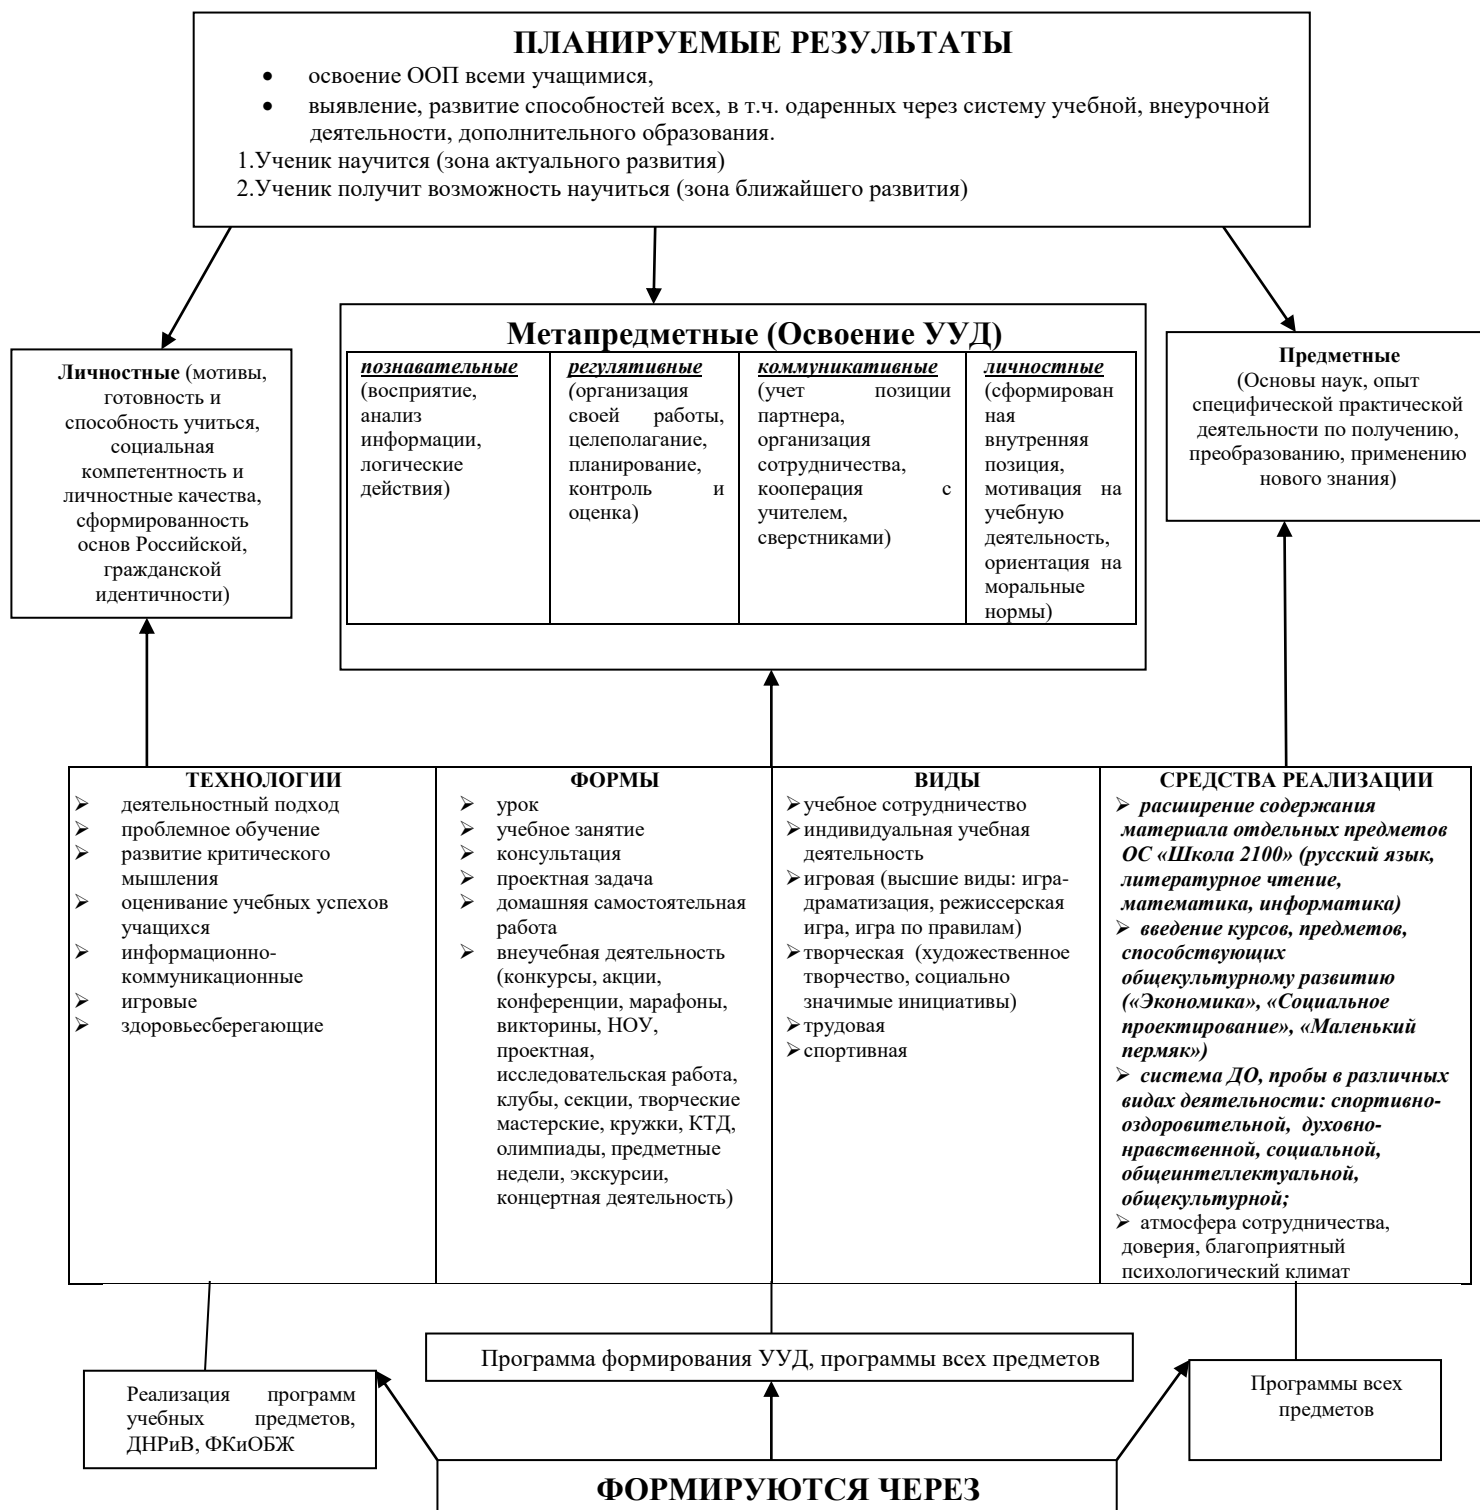 ПЛАНИРУЕМЫЕ РЕЗУЛЬТАТЫ
• освоение ООП всеми учащимися,
• выявление, развитие способностей всех, в т.ч. одаренных через систему учебной, внеурочной
деятельности, дополнительного образования.
1.Ученик научится (зона актуального развития)
2.Ученик получит возможность научиться (зона ближайшего развития)
Личностные (мотивы,
готовность и
способность учиться,
социальная
компетентность и
личностные качества,
сформированность
основ Российской,
гражданской
идентичности)
Метапредметные (Освоение УУД)
познавательные
(восприятие,
анализ
информации,
логические
действия)
регулятивные
(организация
своей работы,
целеполагание,
планирование,
контроль и
оценка)
коммуникативные
(учет позиции
партнера,
организация
сотрудничества,
кооперация с
учителем,
сверстниками)
личностные
(сформирован
ная
внутренняя
позиция,
мотивация на
учебную
деятельность,
ориентация на
моральные
нормы)
Предметные
(Основы наук, опыт
специфической практической
деятельности по получению,
преобразованию, применению
нового знания)
ТЕХНОЛОГИИ
➢ деятельностный подход
➢ проблемное обучение
➢ развитие критического
мышления
➢ оценивание учебных успехов
учащихся
➢ информационно-
коммуникационные
➢ игровые
➢ здоровьесберегающие
ФОРМЫ
➢ урок
➢ учебное занятие
➢ консультация
➢ проектная задача
➢ домашняя самостоятельная
работа
➢ внеучебная деятельность
(конкурсы, акции,
конференции, марафоны,
викторины, НОУ,
проектная,
исследовательская работа,
клубы, секции, творческие
мастерские, кружки, КТД,
олимпиады, предметные
недели, экскурсии,
концертная деятельность)
ВИДЫ
➢ учебное сотрудничество
➢ индивидуальная учебная
деятельность
➢ игровая (высшие виды: игра-
драматизация, режиссерская
игра, игра по правилам)
➢ творческая (художественное
творчество, социально
значимые инициативы)
➢ трудовая
➢ спортивная
СРЕДСТВА РЕАЛИЗАЦИИ
➢ расширение содержания
материала отдельных предметов
ОС «Школа 2100» (русский язык,
литературное чтение,
математика, информатика)
➢ введение курсов, предметов,
способствующих
общекультурному развитию
(«Экономика», «Социальное
проектирование», «Маленький
пермяк»)
➢ система ДО, пробы в различных
видах деятельности: спортивно-
оздоровительной, духовно-
нравственной, социальной,
общеинтеллектуальной,
общекультурной;
➢ атмосфера сотрудничества,
доверия, благоприятный
психологический климат
Реализация программ
учебных предметов,
ДНРиВ, ФКиОБЖ
Программа формирования УУД, программы всех предметов
Программы всех
предметов
ФОРМИРУЮТСЯ ЧЕРЕЗ